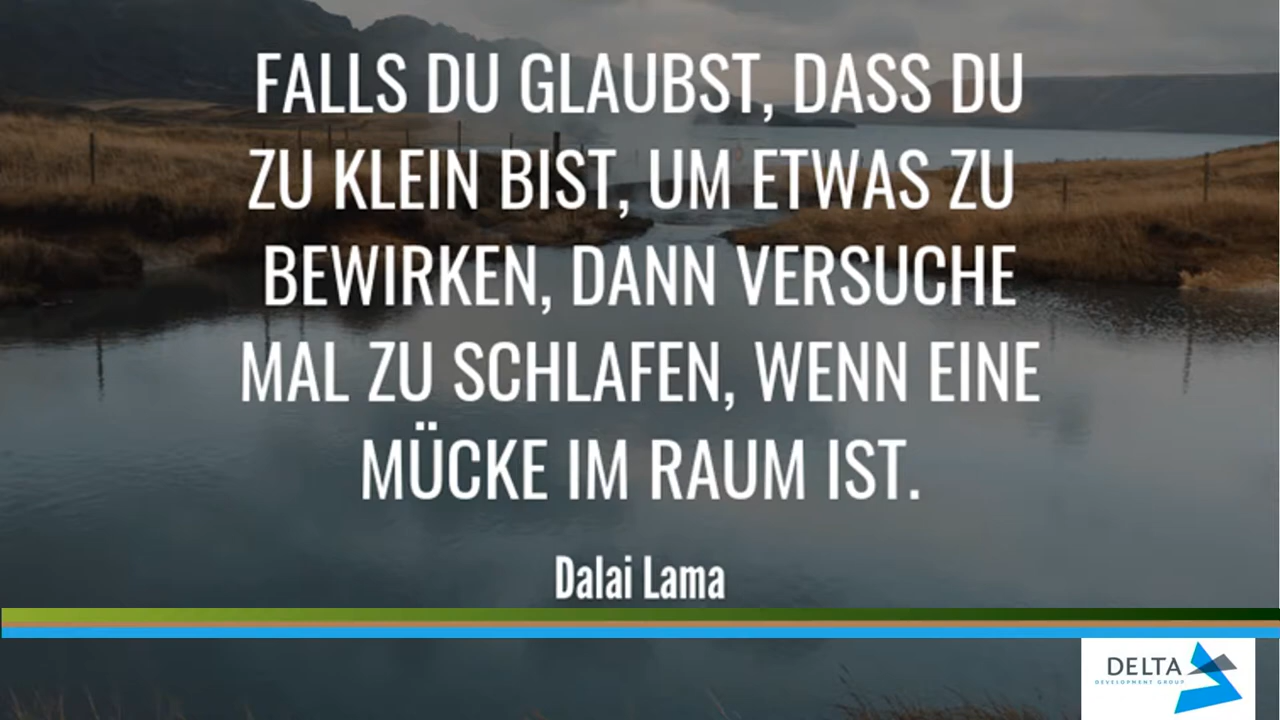 FALLS DU GLAUBST, DASS DU
ZU KLEIN BIST, UM ETWAS ZU
BEWIRKEN, DANN VERSUCHE
MAL ZU SCHLAFEN, WENN EINE
MÜCKE IM RAUM IST.
Dalai Lama
DELTA
DEVELOPMENT GROUP